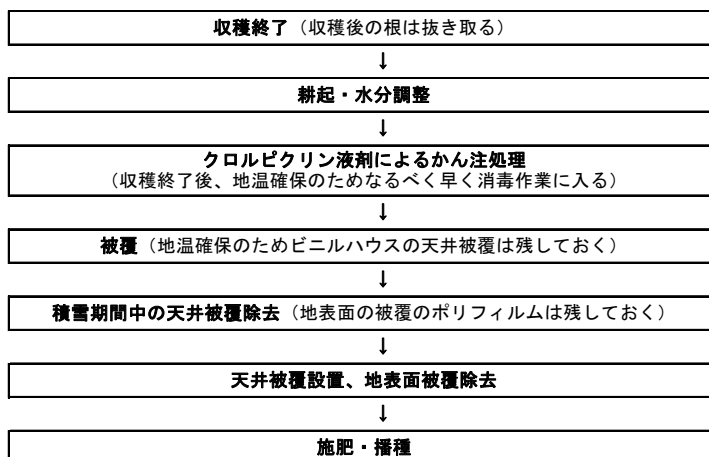 収穫終了（収穫後の根は抜き取る）
↓
耕起・水分調整
↓
クロルピクリン液剤によるかん注処理
（収穫終了後、地温確保のためなるべく早く消毒作業に入る）
↓
被覆（地温確保のためビニルハウスの天井被覆は残しておく）
↓
積雪期間中の天井被覆除去（地表面の被覆のポリフィルムは残しておく）
↓
天井被覆設置、地表面被覆除去
↓
施肥・播種